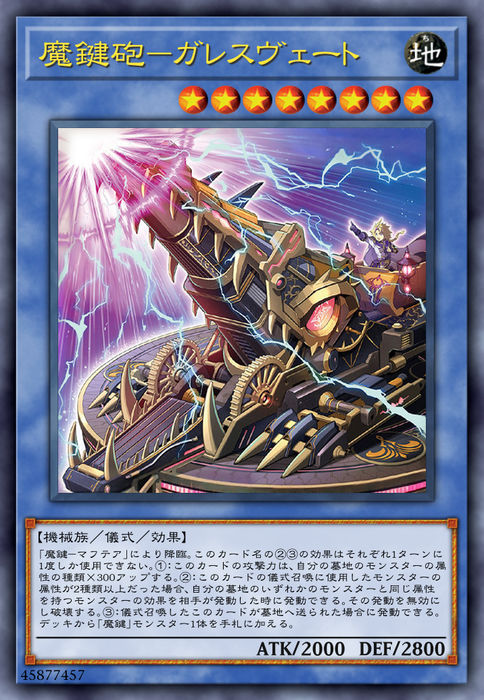 魔鍵砲－ガレスヴェート
ち
地
【機械族／儀式／効果】
「魔鍵－マフテア」により降臨。このカード名の②③の効果はそれぞれ1ターンに
1度しか使用できない。①：このカードの攻撃力は、自分の墓地のモンスターの属
性の種類×300アップする。②：このカードの儀式召喚に使用したモンスターの
属性が2種類以上だった場合、自分の墓地のいずれかのモンスターと同じ属性
を持つモンスターの効果を相手が発動した時に発動できる。その発動を無効に
し破壊する。③：儀式召喚したこのカードが墓地へ送られた場合に発動できる。
デッキから「魔鍵」モンスター1体を手札に加える。
ATK/2000 DEF/2800
45877457